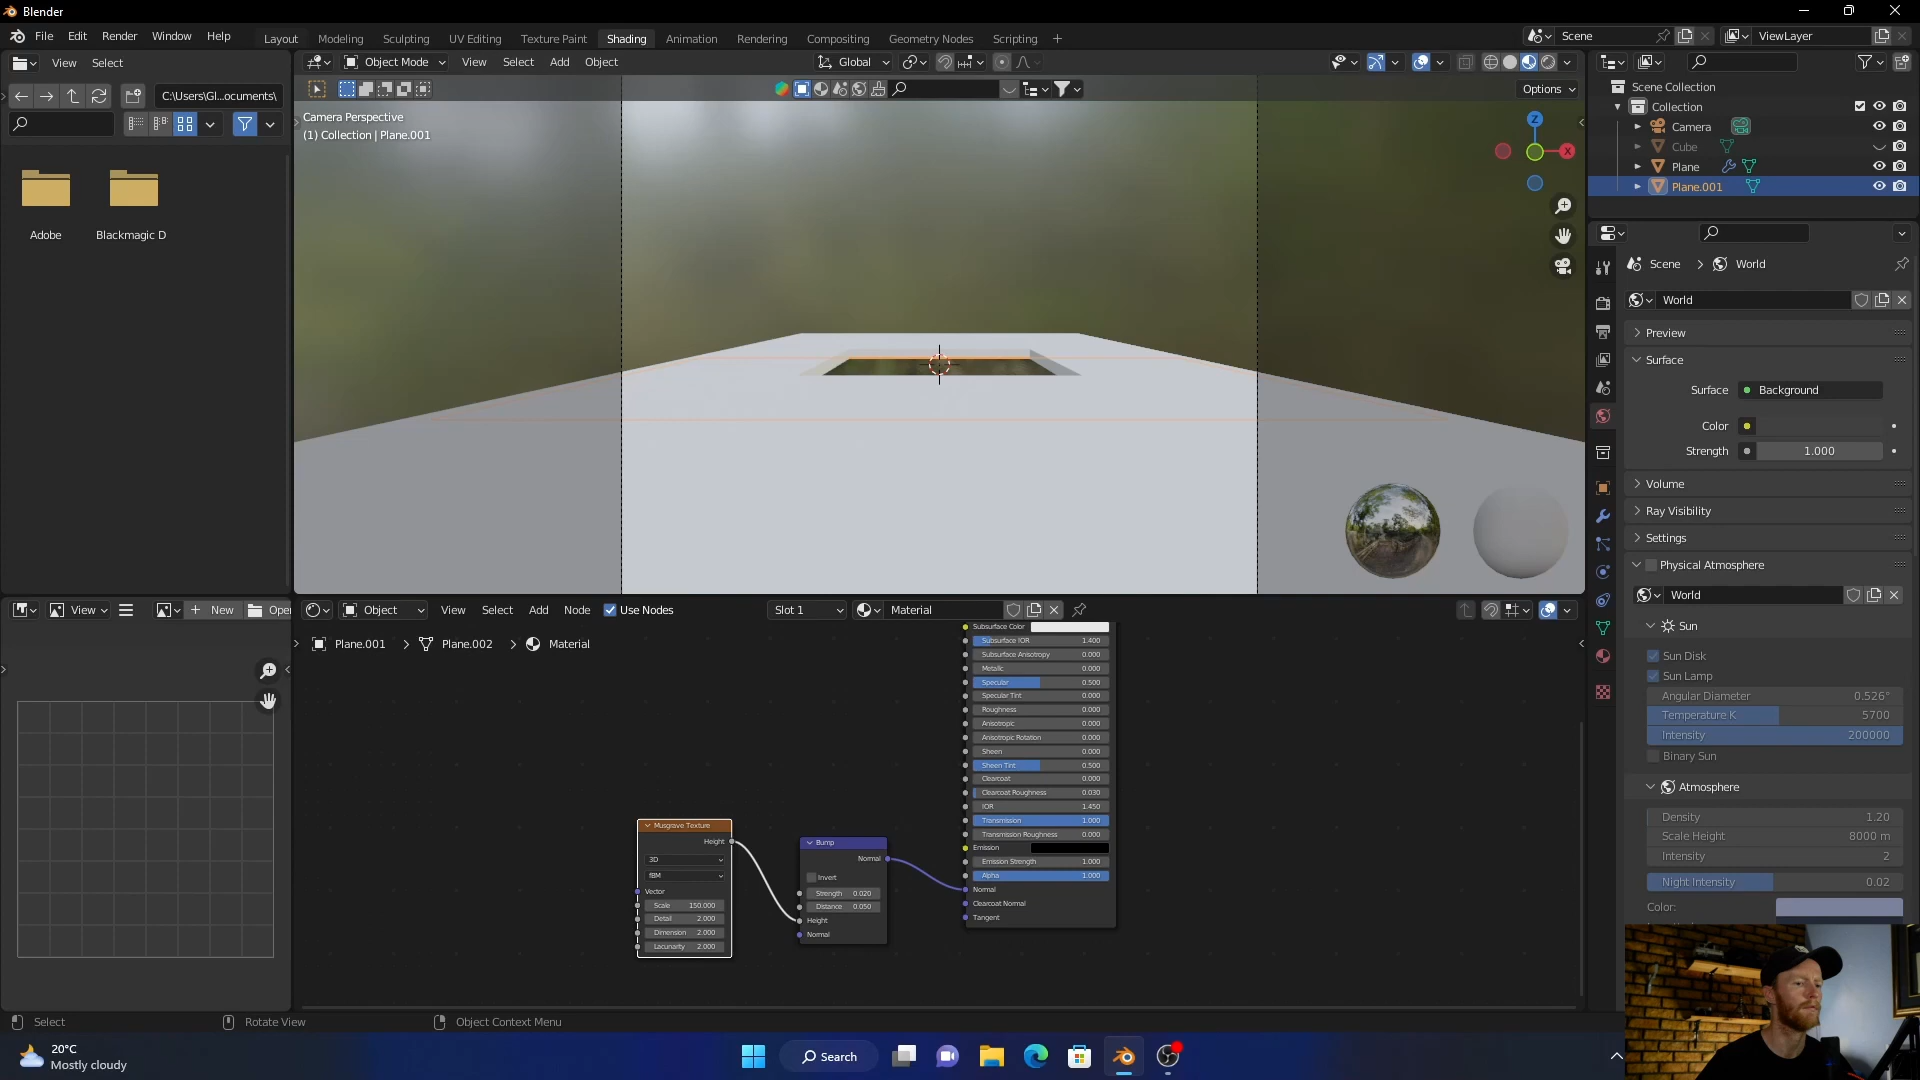 Blender
File Edit Render Window Help
Layout Modeling Sculpting UV Editing Texture Paint Shading Animation Rendering Compositing Geometry Nodes Scripting +
Scene
ViewLayer
View Select
Object Mode View Select Add Object
Global
C:\Users\Gl...ocuments\
Options
Camera Perspective
(1) Collection | Plane.001
Z
X
Adobe
Blackmagic D
Scene Collection
Collection
Camera
Cube
Plane
Plane.001
Scene > World
World
Preview
Surface
Surface Background
Color
Strength 1.000
Volume
Ray Visibility
Settings
Physical Atmosphere
World
Sun
Sun Disk
Sun Lamp
Angular Diameter 0.526°
Temperature K 5700
Intensity 200000
Binary Sun
Atmosphere
Density 1.20
Scale Height 8000 m
Intensity 2
Night Intensity 0.02
Color:
View + New Oper
Object View Select Add Node Use Nodes Slot 1 Material
Plane.001 > Plane.002 > Material
Subsurface Color
Subsurface IOR 1.400
Subsurface Anisotropy 0.000
Metallic 0.000
Specular 0.500
Specular Tint 0.000
Roughness 0.000
Anisotropic 0.000
Anisotropic Rotation 0.000
Sheen 0.000
Sheen Tint 0.500
Clearcoat 0.000
Clearcoat Roughness 0.030
IOR 1.450
Transmission 1.000
Transmission Roughness 0.000
Emission
Emission Strength 1.000
Alpha 1.000
Normal
Clearcoat Normal
Tangent
Musgrave Texture
Height
3D
fBM
Vector
Scale 150.000
Detail 2.000
Dimension 2.000
Lacunarity 2.000
Bump
Normal
Invert
Strength 0.020
Distance 0.050
Height
Normal
Select
Rotate View
Object Context Menu
20°C
Mostly cloudy
Search